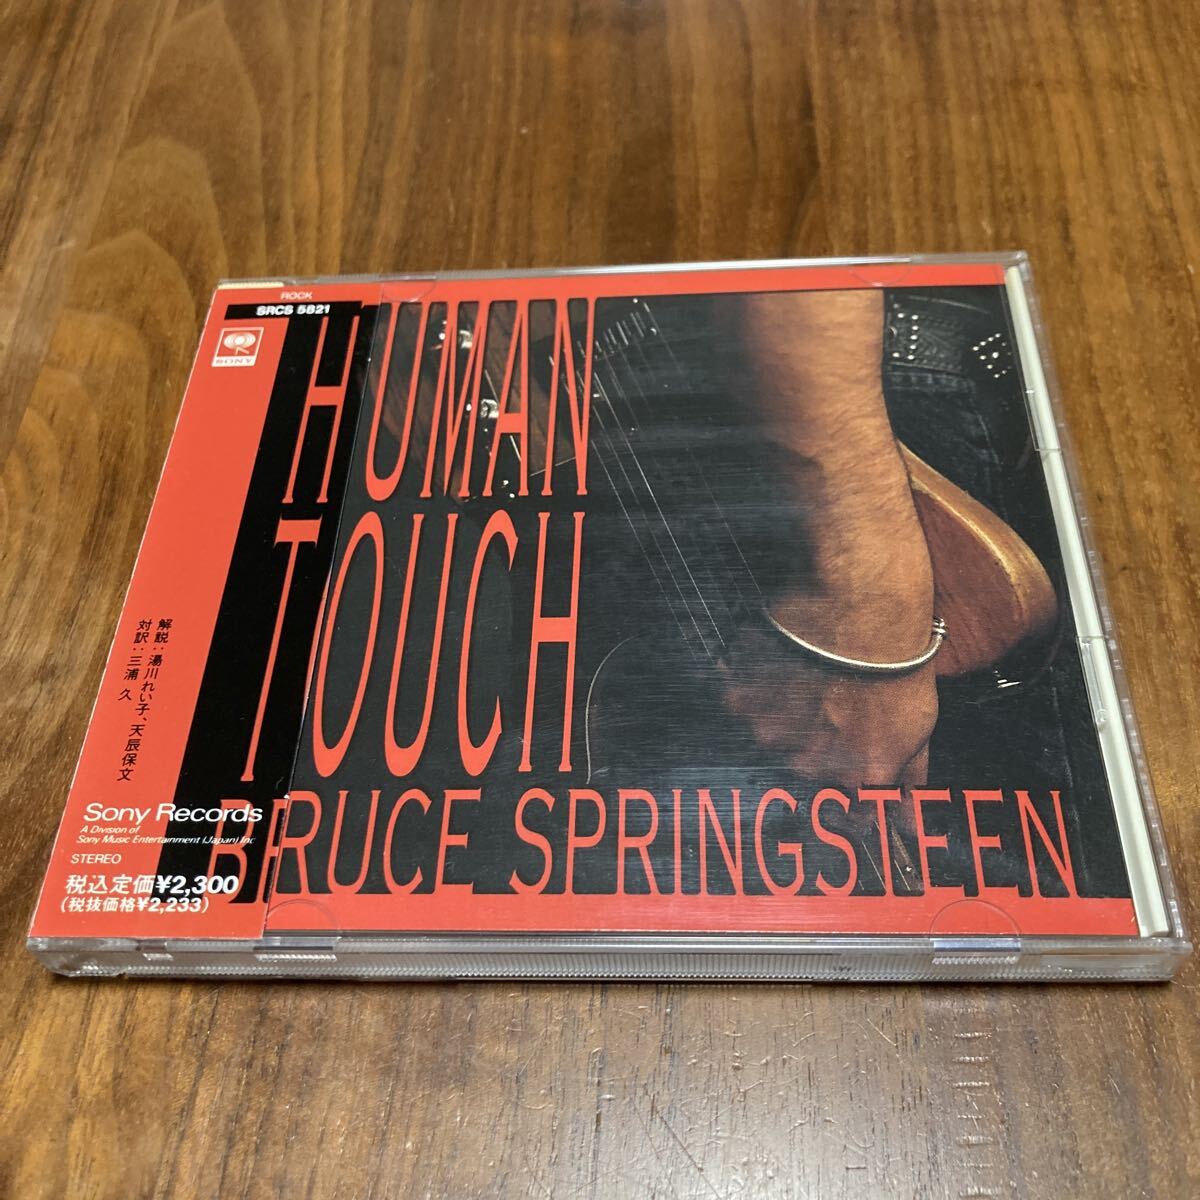 ROCK
SRCS 5821
SONY
HUMAN
TOUCH
BRUCE SPRINGSTEEN
解説：湯川れい子、天辰保文
対訳：三浦 久
Sony Records
A Division of
Sony Music Entertainment (Japan) Inc
STEREO
税込定価¥2,300
(税抜価格¥2,233)